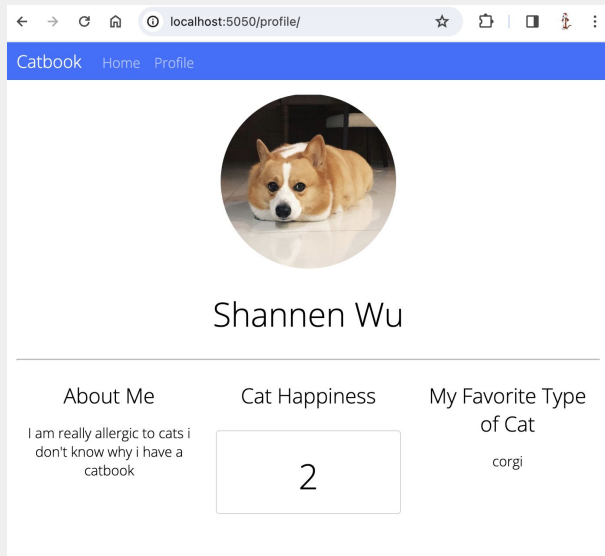 localhost:5050/profile/
Catbook Home Profile
Shannen Wu
About Me
I am really allergic to cats i
don't know why i have a
catbook
Cat Happiness
2
My Favorite Type
of Cat
corgi